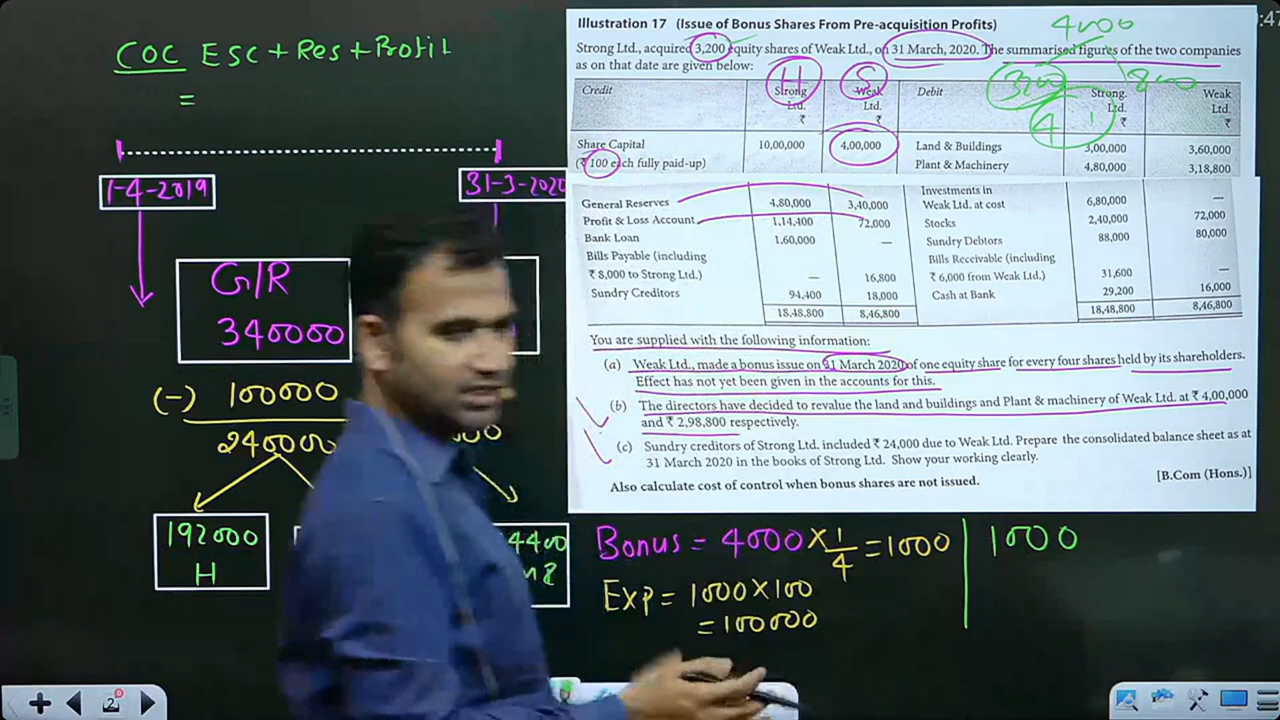 COC ESC + Res + Profit
=
1-4-2019
31-3-2020
G/R
340000
(-) 100000
240000
192000
H
4400
Illustration 17 (Issue of Bonus Shares From Pre-acquisition Profits)
Strong Ltd., acquired 3,200 equity shares of Weak Ltd., on 31 March, 2020. The summarised figures of the two companies
as on that date are given below:
4000
3200
800
4 1
H S
Credit Strong Ltd. ₹ Weak Ltd. ₹ Debit Strong. Ltd. ₹ Weak Ltd. ₹
Share Capital 10,00,000 4,00,000 Land & Buildings 3,00,000 3,60,000
(₹ 100 each fully paid-up) Plant & Machinery 4,80,000 3,18,800
General Reserves 4,80,000 3,40,000 Investments in
Weak Ltd. at cost 6,80,000 —
Profit & Loss Account 1,14,400 72,000 Stocks 2,40,000 72,000
Bank Loan 1,60,000 — Sundry Debtors 88,000 80,000
Bills Payable (including Bills Receivable (including
₹ 8,000 to Strong Ltd.) — 16,800 ₹ 6,000 from Weak Ltd.) 31,600 —
Sundry Creditors 94,400 18,000 Cash at Bank 29,200 16,000
18,48,800 8,46,800 18,48,800 8,46,800
You are supplied with the following information:
(a) Weak Ltd., made a bonus issue on 31 March 2020 of one equity share for every four shares held by its shareholders.
Effect has not yet been given in the accounts for this.
(b) The directors have decided to revalue the land and buildings and Plant & machinery of Weak Ltd. at ₹ 4,00,000
and ₹ 2,98,800 respectively.
(c) Sundry creditors of Strong Ltd. included ₹ 24,000 due to Weak Ltd. Prepare the consolidated balance sheet as at
31 March 2020 in the books of Strong Ltd. Show your working clearly.
[B.Com (Hons.)]
Also calculate cost of control when bonus shares are not issued.
Bonus = 4000 × 1/4 = 1000 1000
Exp = 1000 × 100
= 100000
2